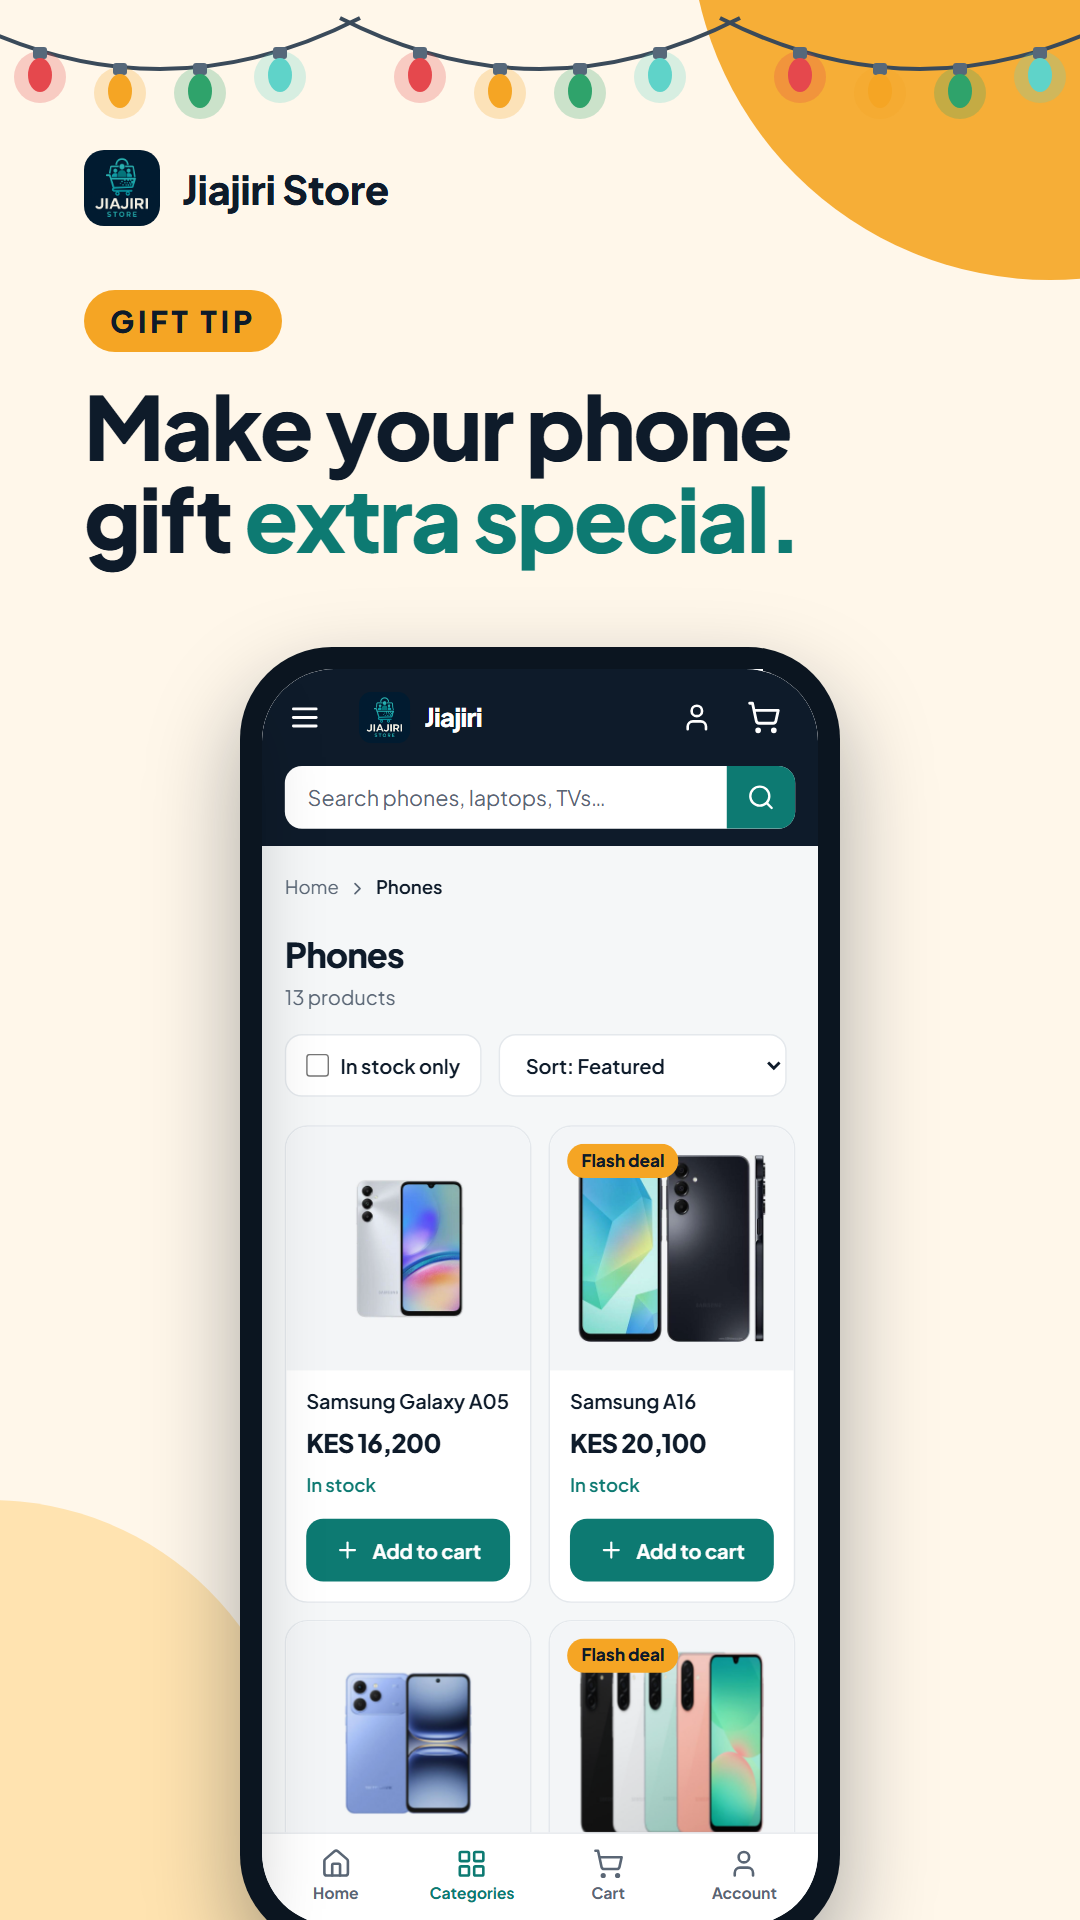 JIAJIRI
STORE
Jiajiri Store
GIFT TIP
Make your phone
gift extra special.
JIAJIRI
STORE
Jiajiri
Search phones, laptops, TVs...
Home > Phones
Phones
13 products
In stock only
Sort: Featured
Flash deal
Samsung Galaxy A05
Samsung A16
KES 16,200
KES 20,100
In stock
In stock
+ Add to cart
+ Add to cart
Flash deal
Home
Categories
Cart
Account